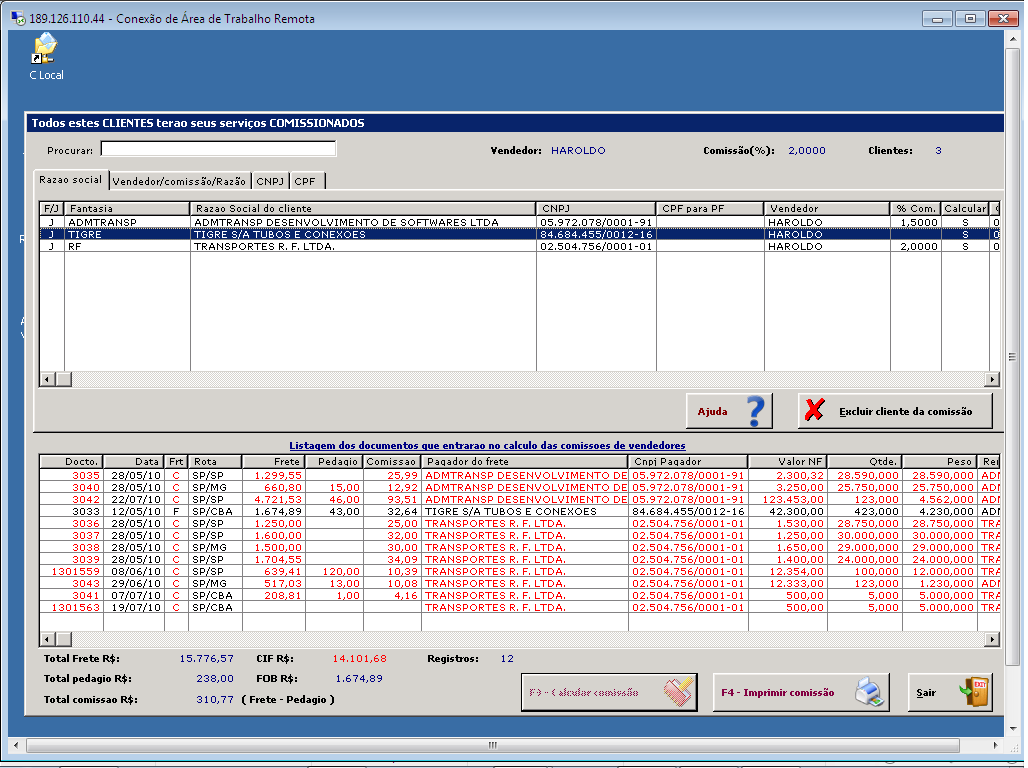 189.126.110.44 - Conexão de Área de Trabalho Remota
C Local
Todos estes CLIENTES terao seus serviços COMISSIONADOS
Procurar: Vendedor: HAROLDO Comissão(%): 2,0000 Clientes: 3
Razao social Vendedor/comissão/Razão CNPJ CPF
F/J Fantasia Razao Social do cliente CNPJ CPF para PF Vendedor % Com. Calcular
J ADMTRANSP ADMTRANSP DESENVOLVIMENTO DE SOFTWARES LTDA 05.972.078/0001-91 HAROLDO 1,5000 S 0
J TIGRE TIGRE S/A TUBOS E CONEXOES 84.684.455/0012-16 HAROLDO S 0
J RF TRANSPORTES R. F. LTDA. 02.504.756/0001-01 HAROLDO 2,0000 S 0
Ajuda ? Excluir cliente da comissão
Listagem dos documentos que entrarao no calculo das comissoes de vendedores
Docto. Data Frt Rota Frete Pedagio Comissao Pagador do frete Cnpj Pagador Valor NF Qtde. Peso Rei
3035 28/05/10 C SP/SP 1.299,55 25,99 ADMTRANSP DESENVOLVIMENTO DE 05.972.078/0001-91 2.300,32 28.590,000 28.590,000 ADM
3040 28/05/10 C SP/MG 660,80 15,00 12,92 ADMTRANSP DESENVOLVIMENTO DE 05.972.078/0001-91 3.250,00 25.750,000 25.750,000 ADM
3042 22/07/10 C SP/SP 4.721,53 46,00 93,51 ADMTRANSP DESENVOLVIMENTO DE 05.972.078/0001-91 123.453,00 123,000 4.562,000 ADM
3033 12/05/10 F SP/CBA 1.674,89 43,00 32,64 TIGRE S/A TUBOS E CONEXOES 84.684.455/0012-16 42.300,00 423,000 4.230,000 ADM
3036 28/05/10 C SP/SP 1.250,00 25,00 TRANSPORTES R. F. LTDA. 02.504.756/0001-01 1.530,00 28.750,000 28.750,000 TRA
3037 28/05/10 C SP/SP 1.600,00 32,00 TRANSPORTES R. F. LTDA. 02.504.756/0001-01 1.250,00 30.000,000 30.000,000 TRA
3038 28/05/10 C SP/MG 1.500,00 30,00 TRANSPORTES R. F. LTDA. 02.504.756/0001-01 1.650,00 29.000,000 29.000,000 TRA
3039 28/05/10 C SP/SP 1.704,55 34,09 TRANSPORTES R. F. LTDA. 02.504.756/0001-01 1.400,00 24.000,000 24.000,000 TRA
1301559 08/06/10 C SP/SP 639,41 120,00 10,39 TRANSPORTES R. F. LTDA. 02.504.756/0001-01 12.354,00 100,000 12.000,000 TRA
3043 29/06/10 C SP/MG 517,03 13,00 10,08 TRANSPORTES R. F. LTDA. 02.504.756/0001-01 12.333,00 123,000 1.230,000 ADM
3041 07/07/10 C SP/CBA 208,81 1,00 4,16 TRANSPORTES R. F. LTDA. 02.504.756/0001-01 500,00 5,000 5.000,000 TRA
1301563 19/07/10 C SP/CBA TRANSPORTES R. F. LTDA. 02.504.756/0001-01 500,00 5,000 5.000,000 TRA
Total Frete R$: 15.776,57 CIF R$: 14.101,68 Registros: 12
Total pedagio R$: 238,00 FOB R$: 1.674,89
Total comissao R$: 310,77 ( Frete - Pedagio )
F9 - Calcular comissão F4 - Imprimir comissão Sair EXIT